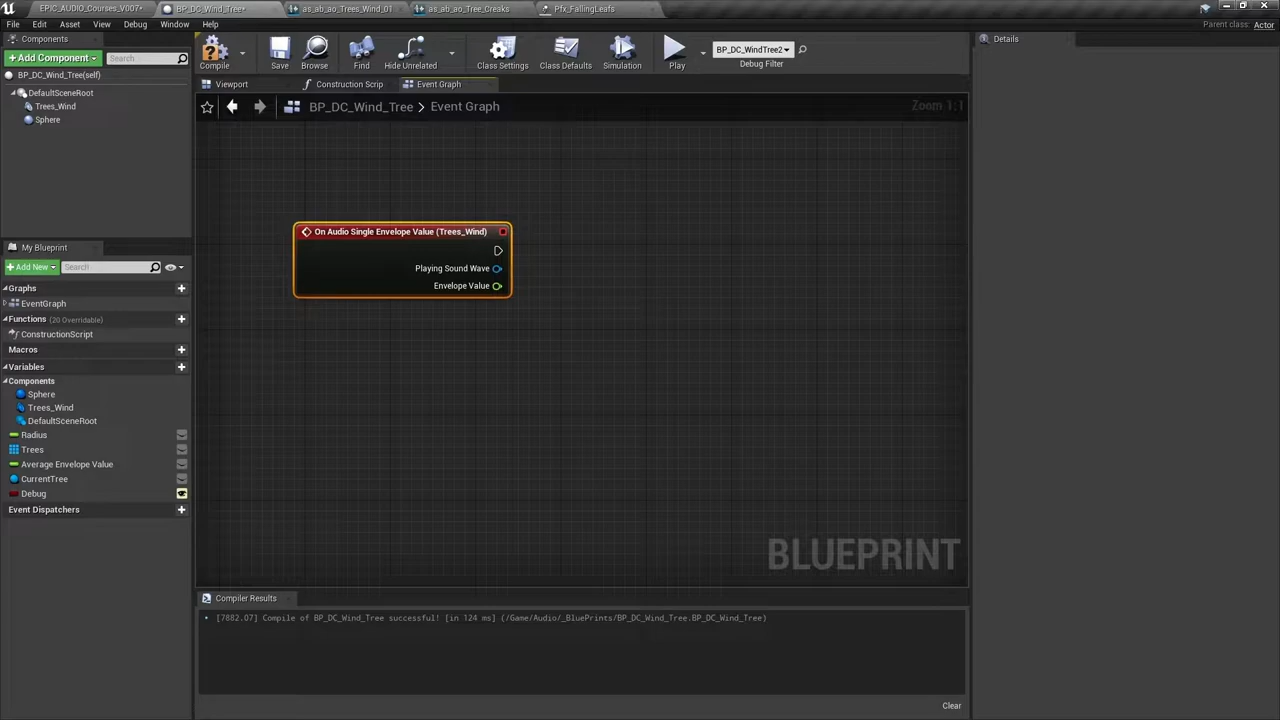 EPIC_AUDIO_Courses_V007*
BP_DC_Wind_Tree*
as_ab_ao_Trees_Wind_01
as_ab_ao_Tree_Creaks
Pfx_FallingLeafs
File Edit Asset View Debug Window Help
Parent class: Actor
Components
+ Add Component
Search...
BP_DC_Wind_Tree(self)
DefaultSceneRoot
Trees_Wind
Sphere
Compile
Save
Browse
Find
Hide Unrelated
Class Settings
Class Defaults
Simulation
Play
BP_DC_WindTree2
Debug Filter
Viewport
Construction Scrip
Event Graph
BP_DC_Wind_Tree > Event Graph
Zoom 1:1
Details
On Audio Single Envelope Value (Trees_Wind)
Playing Sound Wave
Envelope Value
My Blueprint
+ Add New
Search
Graphs
EventGraph
Functions (20 Overridable)
ConstructionScript
Macros
Variables
Components
Sphere
Trees_Wind
DefaultSceneRoot
Radius
Trees
Average Envelope Value
CurrentTree
Debug
Event Dispatchers
BLUEPRINT
Compiler Results
[7882.07] Compile of BP_DC_Wind_Tree successful! [in 124 ms] (/Game/Audio/_BluePrints/BP_DC_Wind_Tree.BP_DC_Wind_Tree)
Clear